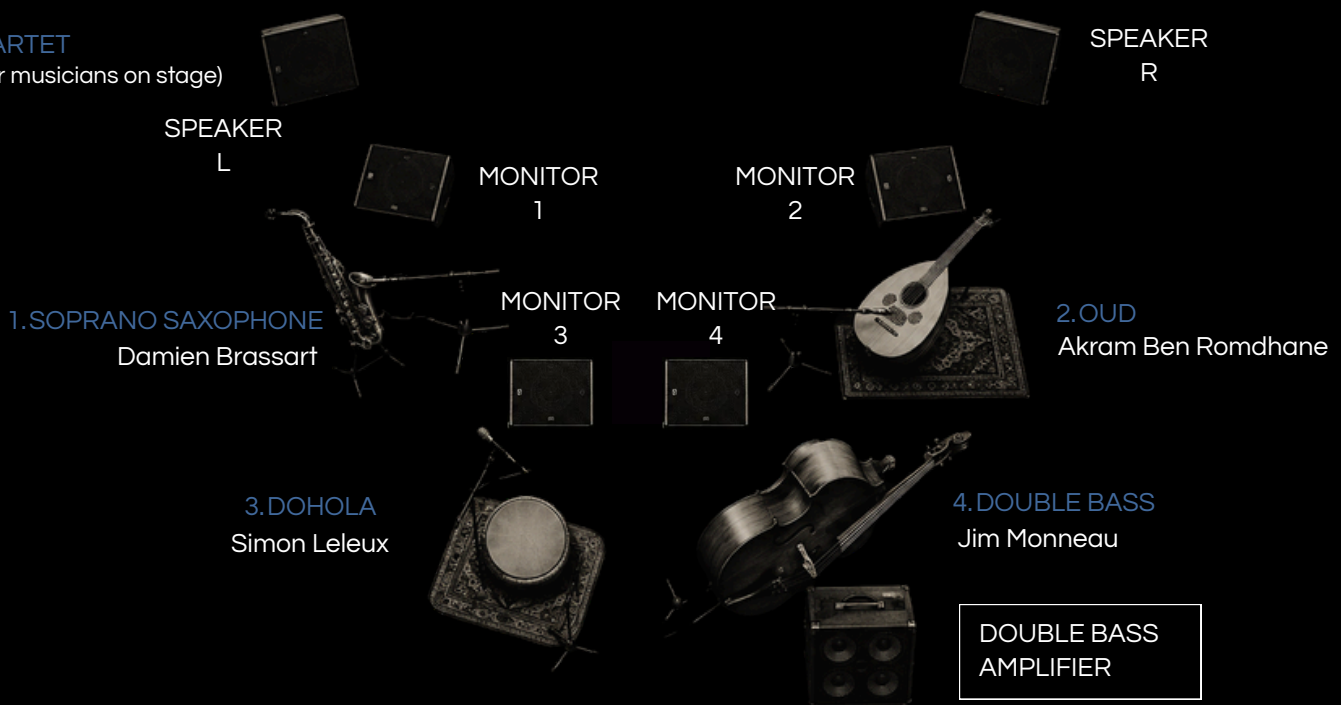 ARTET
r musicians on stage)
SPEAKER
L
SPEAKER
R
MONITOR
1
MONITOR
2
1. SOPRANO SAXOPHONE
Damien Brassart
MONITOR
3
MONITOR
4
2. OUD
Akram Ben Romdhane
3. DOHOLA
Simon Leleux
4. DOUBLE BASS
Jim Monneau
DOUBLE BASS
AMPLIFIER